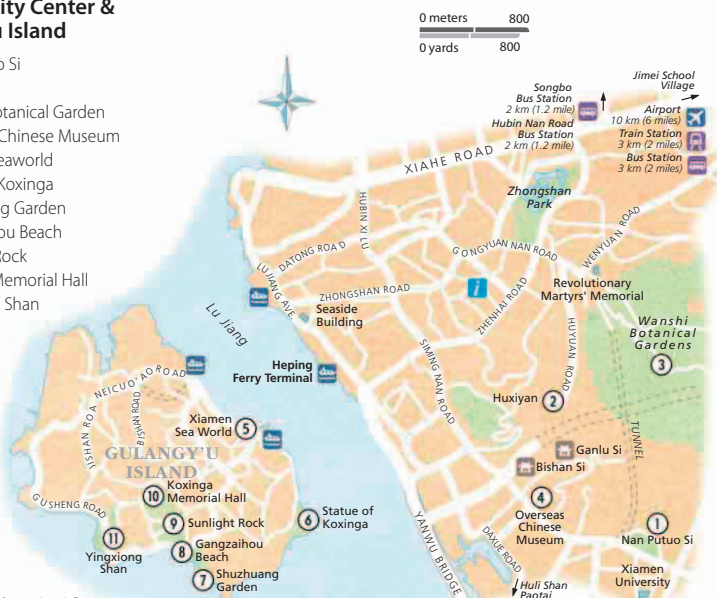 ity Center &
u Island
o Si
otanical Garden
Chinese Museum
eaworld
Koxinga
g Garden
ou Beach
Rock
Memorial Hall
Shan
0 meters 800
0 yards 800
Songbo
Bus Station
2 km (1.2 mile)
Hubin Nan Road
Bus Station
2 km (1.2 mile)
Jimei School
Village
Airport
10 km (6 miles)
Train Station
3 km (2 miles)
Bus Station
3 km (2 miles)
XIAHE ROAD
Zhongshan
Park
HUBIN XI LU
DATONG ROAD
GONGYUAN NAN ROAD
WENYUAN ROAD
LUJIANG AVE
ZHONGSHAN ROAD
i
ZHENHAI ROAD
Revolutionary
Martyrs' Memorial
Seaside
Building
Lu Jiang
Wanshi
Botanical
Gardens
3
HUYUAN ROAD
SIMING NAN ROAD
Heping
Ferry Terminal
NEICUO'AO ROAD
Huxiyan 2
JISHAN ROA
BISHAN ROAD
Xiamen
Sea World 5
TUNNEL
GULANGY'U
ISLAND
Ganlu Si
Bishan Si
10 Koxinga
Memorial Hall
GUSHENG ROAD
4
Overseas
Chinese
Museum
9 Sunlight Rock
6 Statue of
Koxinga
1
Nan Putuo Si
11
Yingxiong
Shan
8 Gangzaihou
Beach
YANWU BRIDGE
DAXUE ROAD
7 Shuzhuang
Garden
Xiamen
University
Huli Shan
Paotai